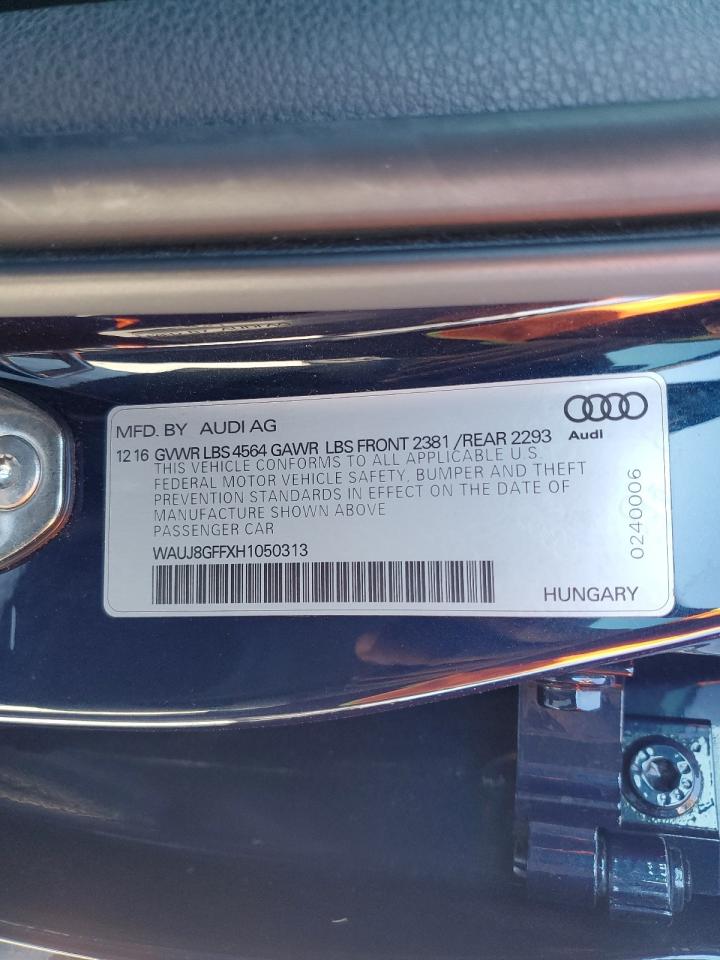 MFD. BY AUDI AG
Audi
12 16 GVWR LBS 4564 GAWR LBS FRONT 2381 /REAR 2293
THIS VEHICLE CONFORMS TO ALL APPLICABLE U.S.
FEDERAL MOTOR VEHICLE SAFETY, BUMPER AND THEFT
PREVENTION STANDARDS IN EFFECT ON THE DATE OF
MANUFACTURE SHOWN ABOVE
PASSENGER CAR
WAUJ8GFFXH1050313
HUNGARY
0240006